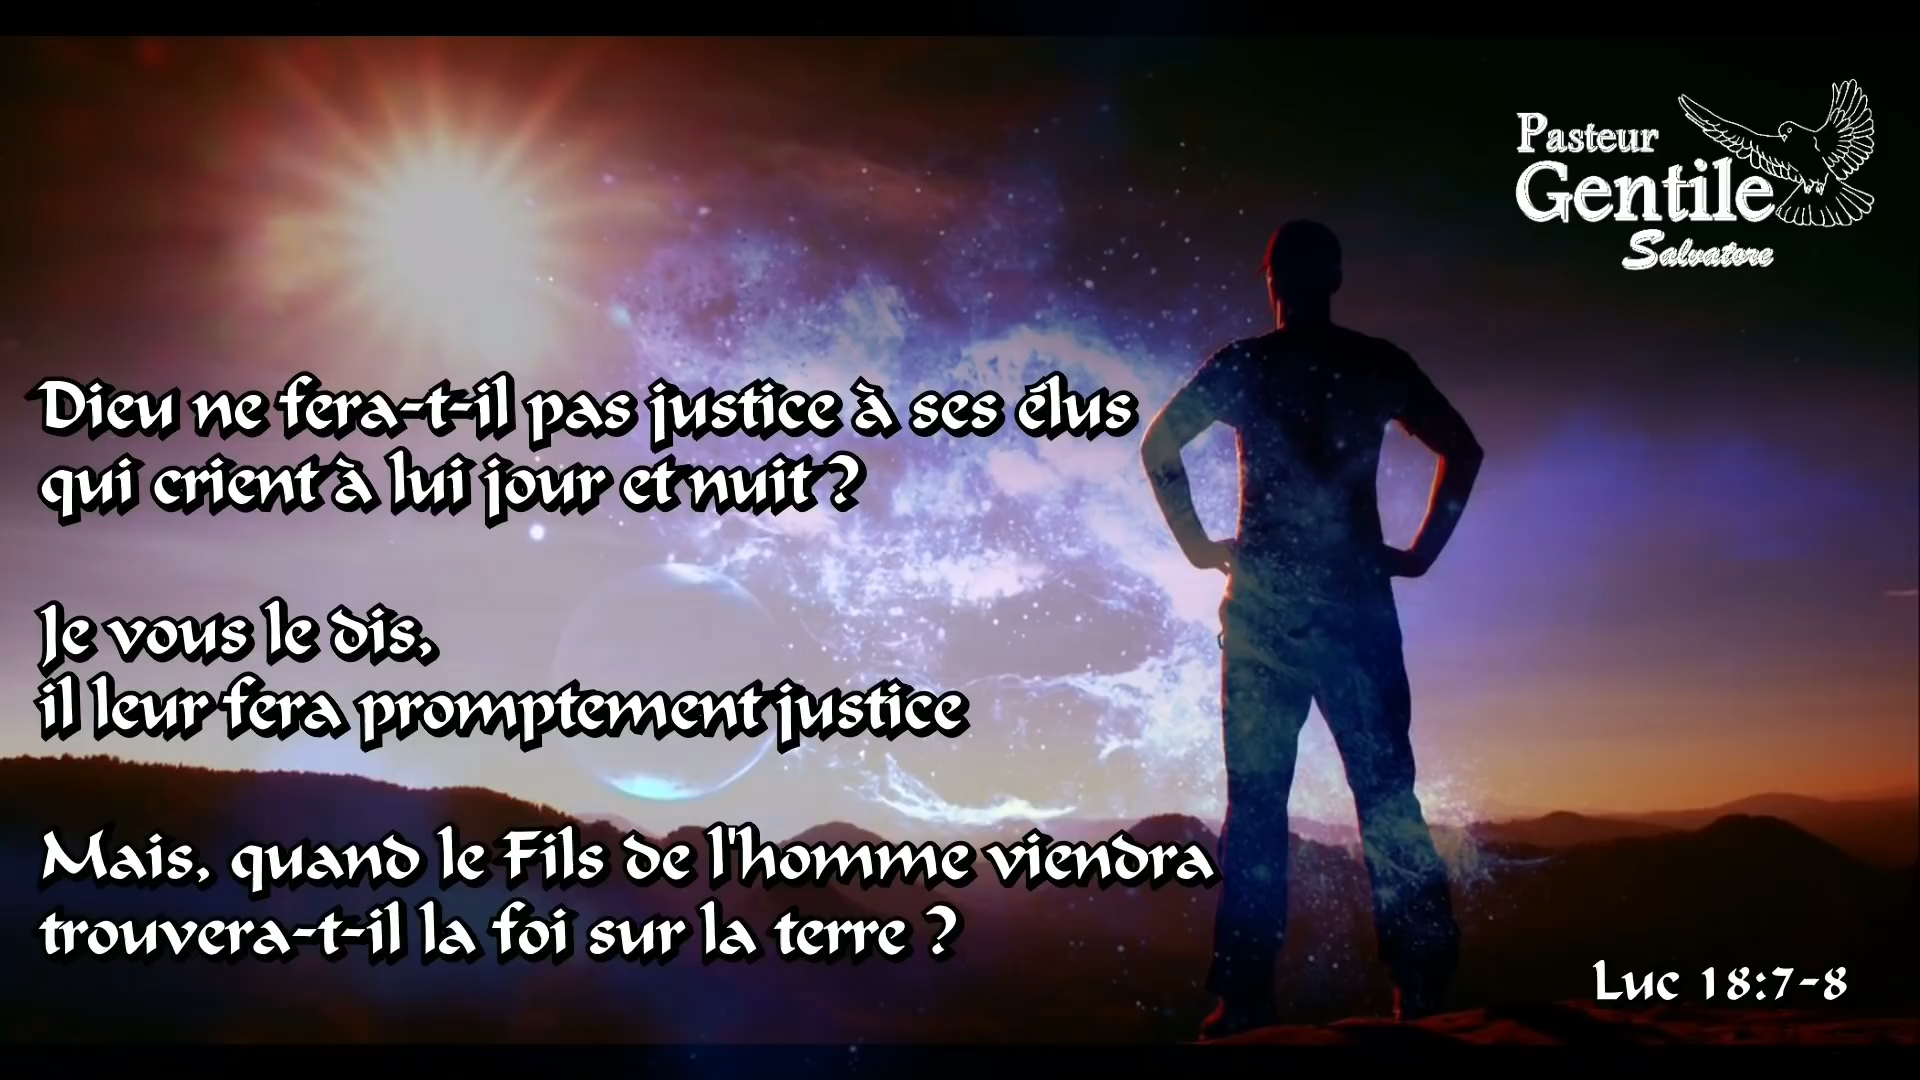 Pasteur
Gentile
Salvatore
Dieu ne fera-t-il pas justice à ses élus
qui crient à lui jour et nuit ?
Je vous le dis,
il leur fera promptement justice
Mais, quand le Fils de l'homme viendra
trouvera-t-il la foi sur la terre ?
Luc 18:7-8